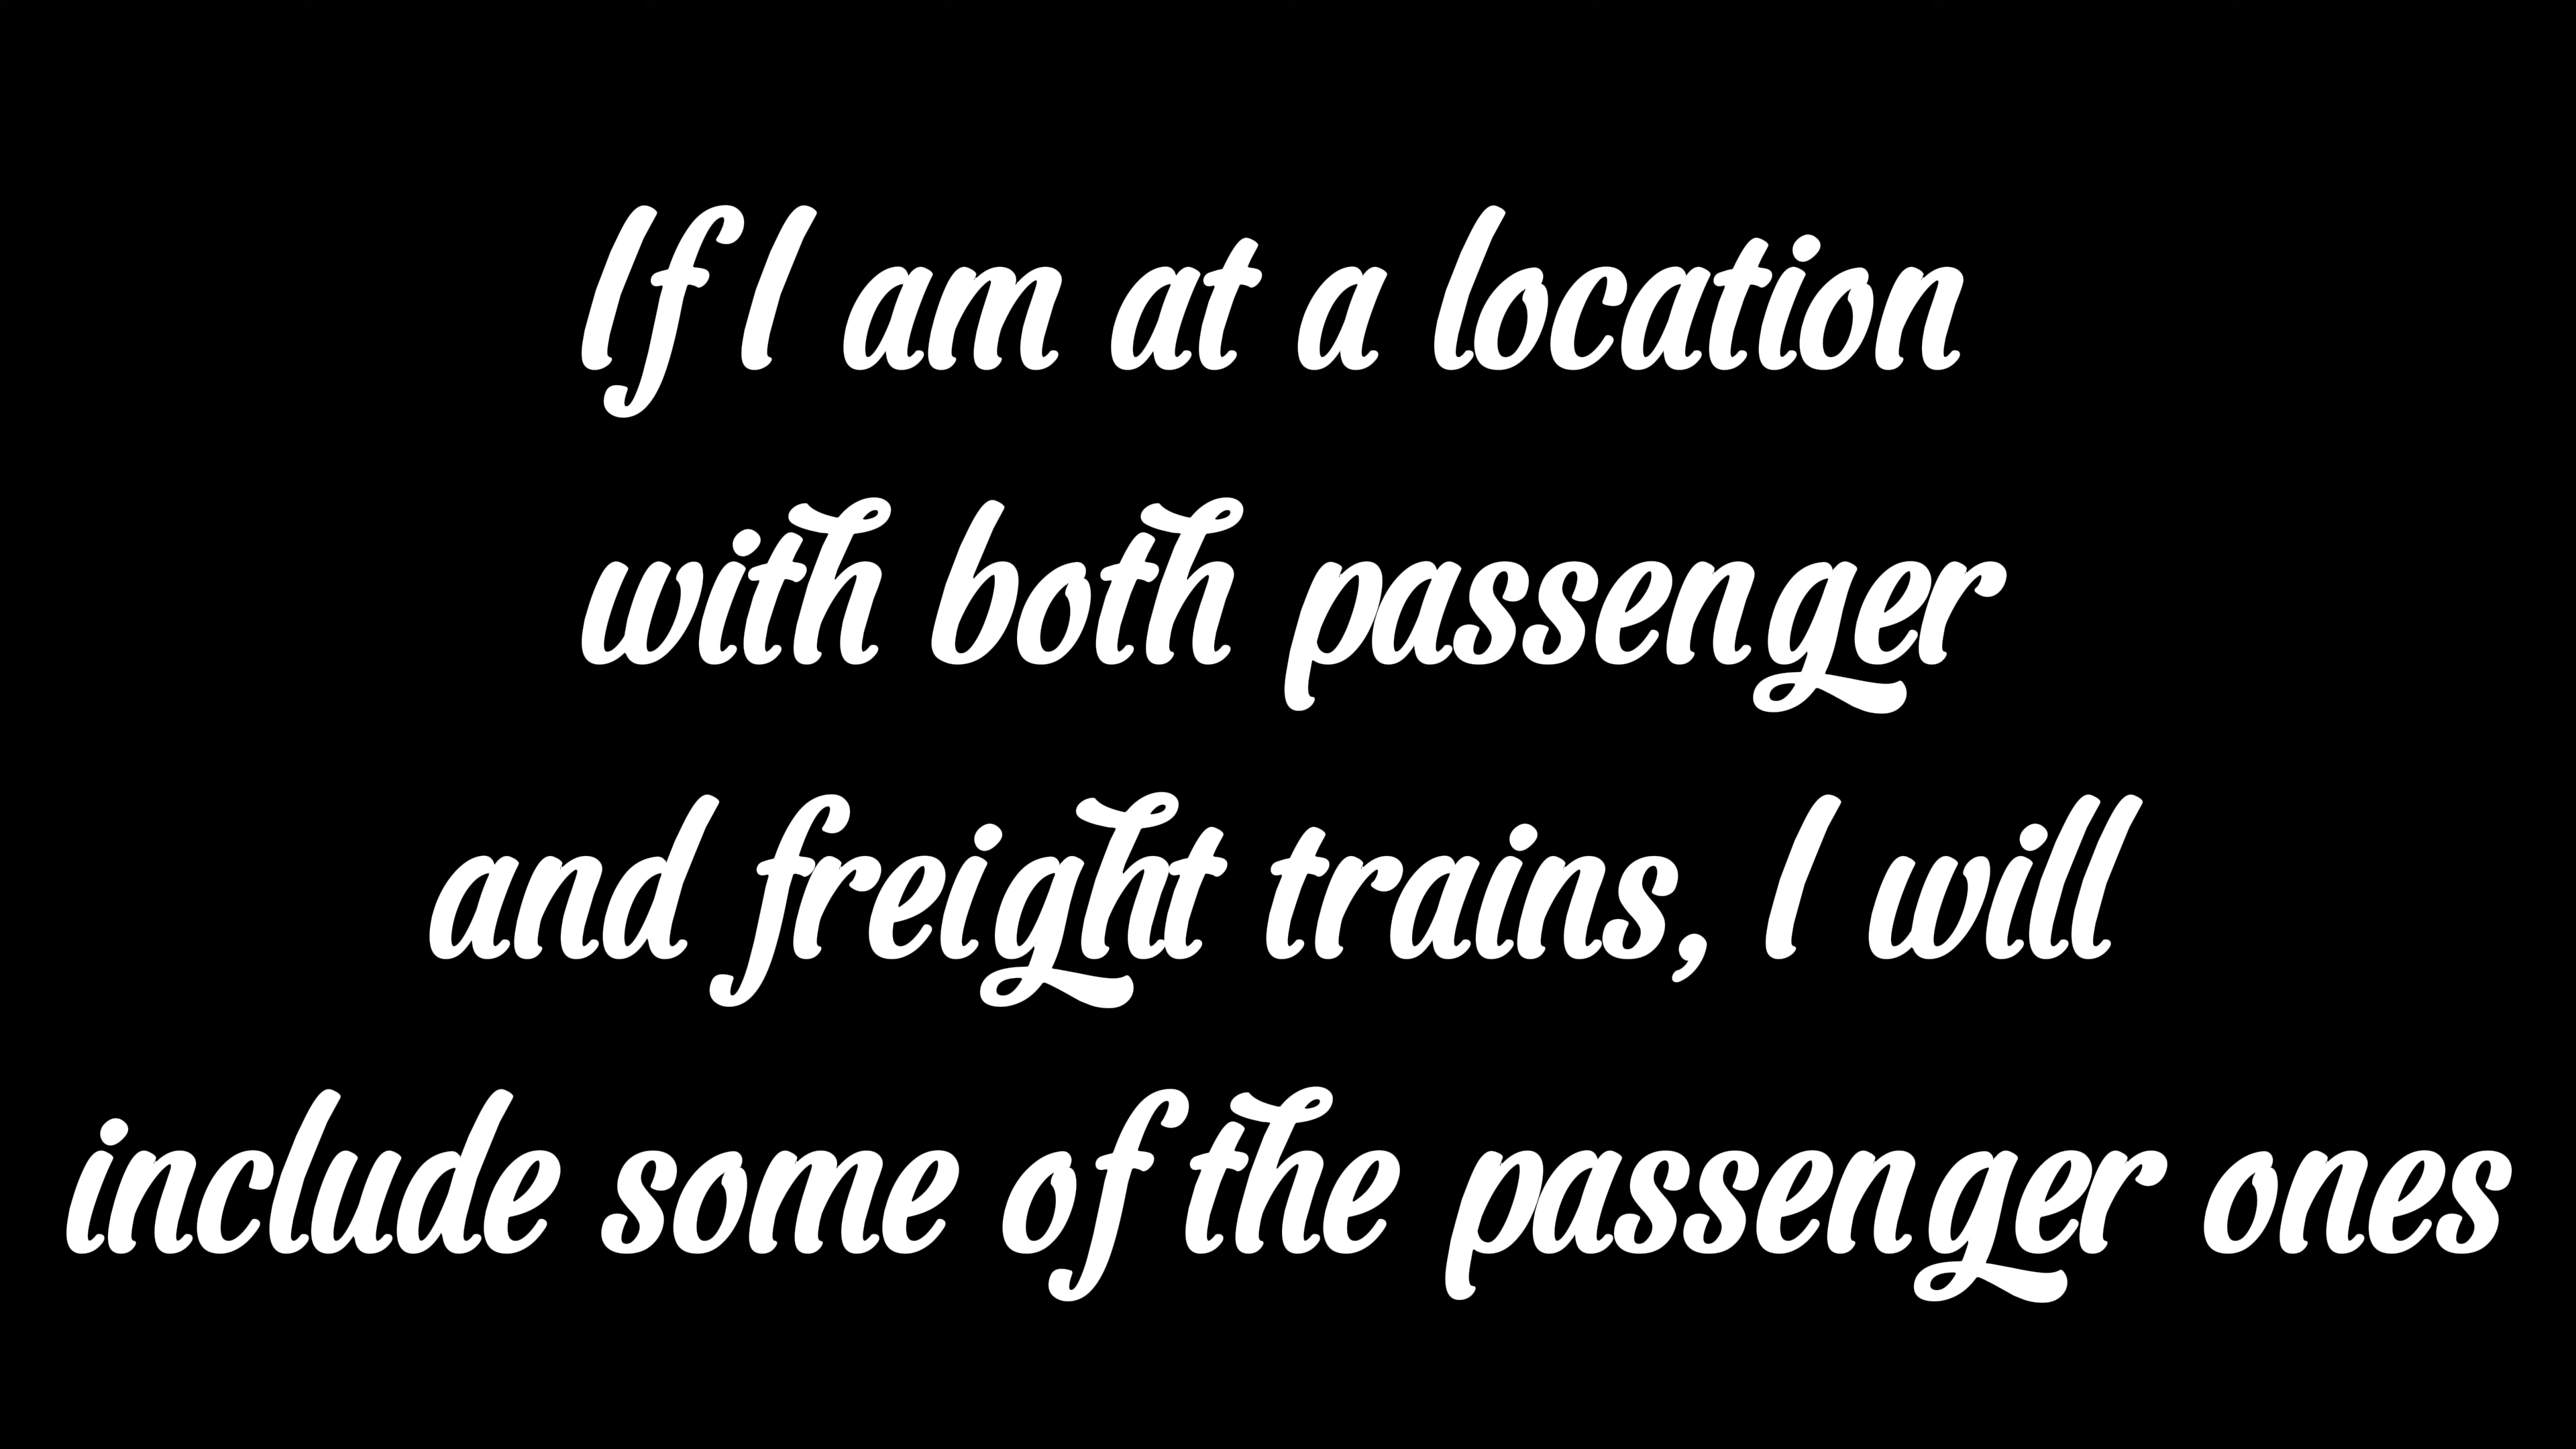 If I am at a location
with both passenger
and freight trains, I will
include some of the passenger ones